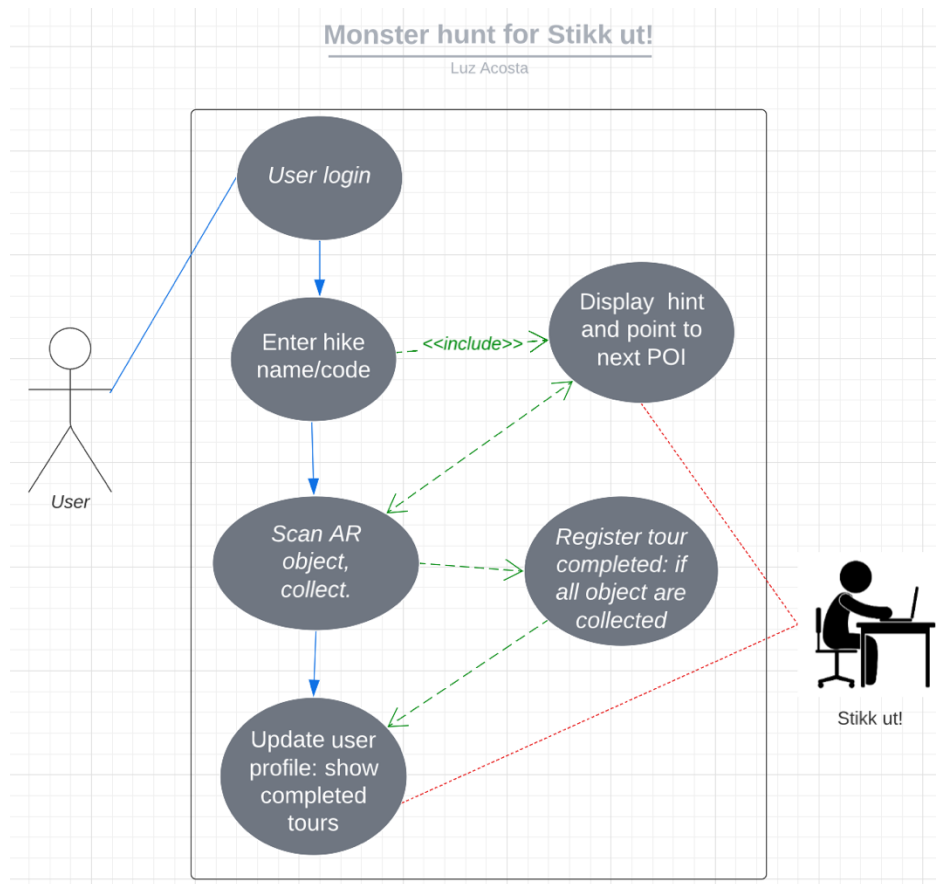 Monster hunt for Stikk ut!
Luz Acosta
User login
Enter hike
name/code
<<include>>
Display hint
and point to
next POI
User
Scan AR
object,
collect.
Register tour
completed: if
all object are
collected
Update user
profile: show
completed
tours
Stikk ut!